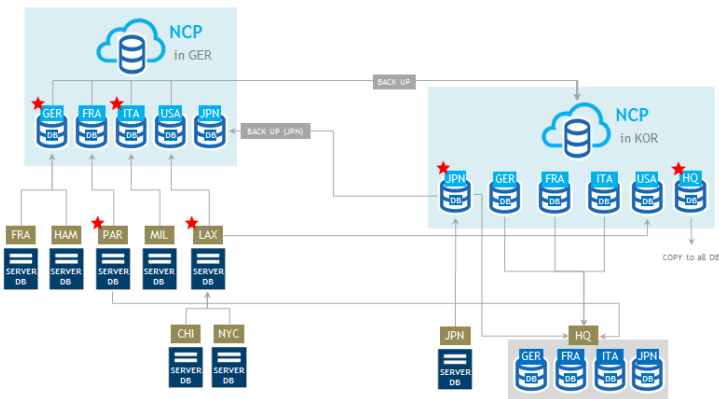 NCP
in GER
BACK UP
GER
FRA
ITA
USA
JPN
DB
DB
DB
DB
DB
BACK UP (JPN)
NCP
in KOR
JPN
GER
FRA
ITA
USA
HQ
DB
DB
DB
DB
DB
DB
FRA
HAM
PAR
MIL
LAX
SERVER
DB
SERVER
DB
SERVER
DB
SERVER
DB
SERVER
DB
COPY to all DB
CHI
NYC
SERVER
DB
SERVER
DB
JPN
SERVER
DB
HQ
GER
FRA
ITA
JPN
DB
DB
DB
DB